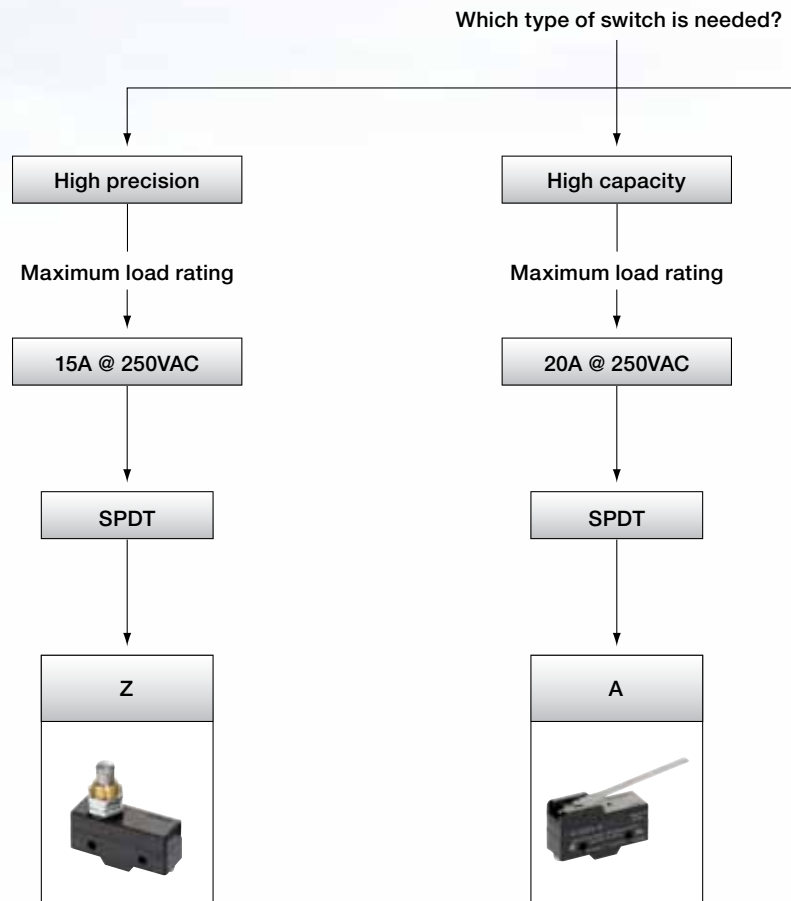 Which type of switch is needed?
High precision
High capacity
Maximum load rating
Maximum load rating
15A @ 250VAC
20A @ 250VAC
SPDT
SPDT
Z
A